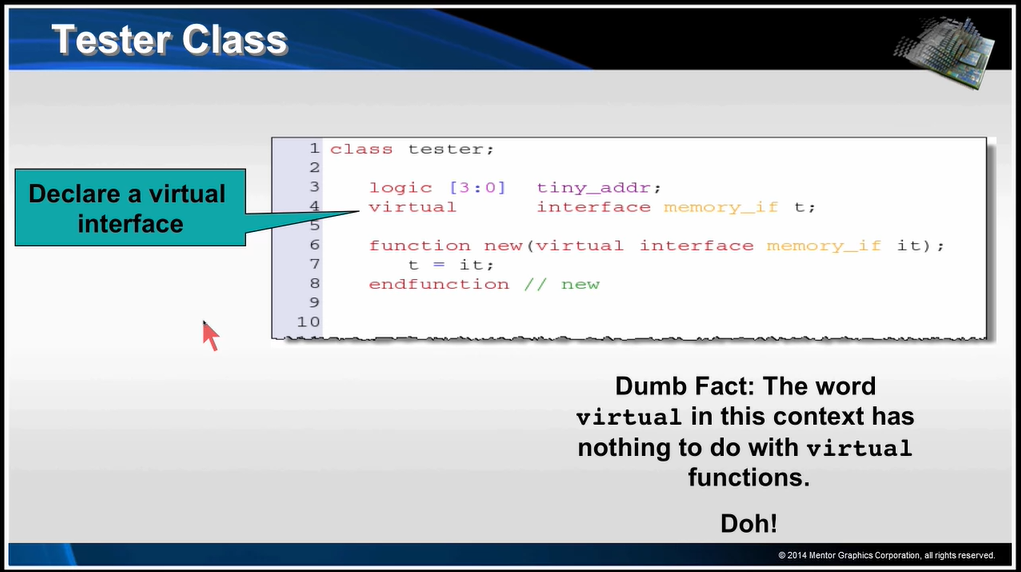 Tester Class
Declare a virtual
interface
1 class tester;
2
3 logic [3:0] tiny_addr;
4 virtual interface memory_if t;
5
6 function new(virtual interface memory_if it);
7 t = it;
8 endfunction // new
9
10
Dumb Fact: The word
virtual in this context has
nothing to do with virtual
functions.
Doh!
© 2014 Mentor Graphics Corporation, all rights reserved.